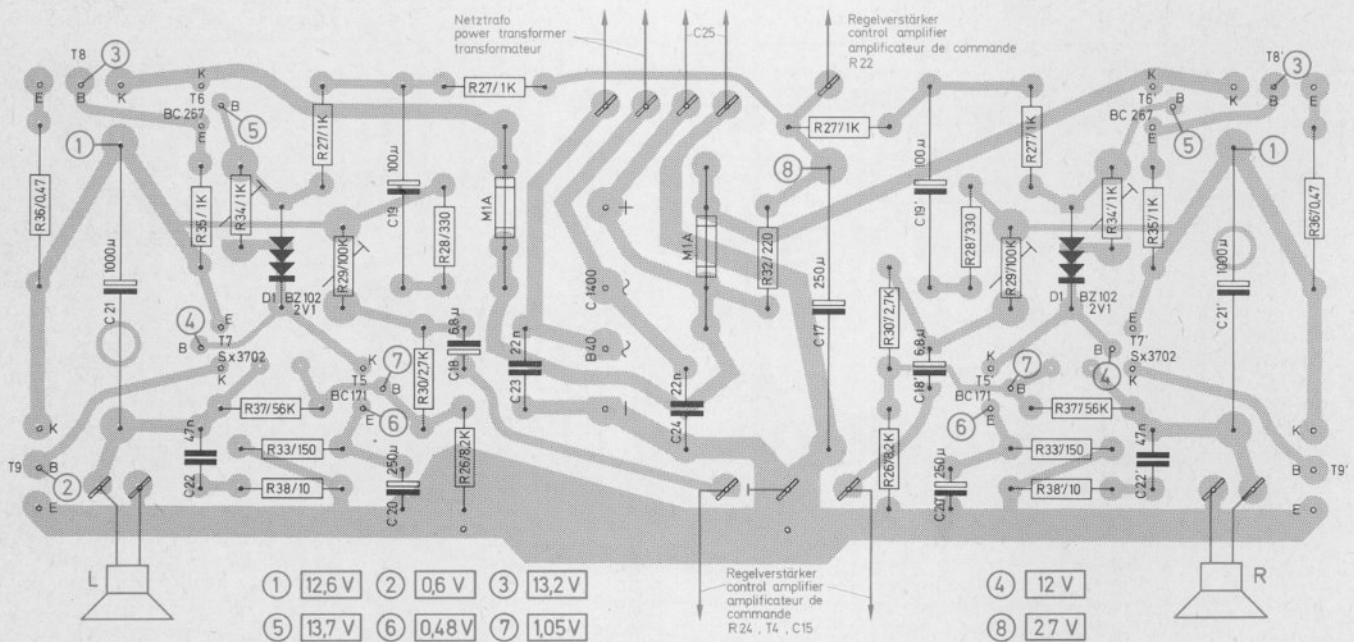 Netztrafo
power transformer
transformateur
C25
Regelverstärker
control amplifier
amplificateur de commande
R 22
T8
3
E
B
K
K
T6
BC 267
E
B
5
R27/1K
R27/1K
100µ
C19
R28/330
M1A
1
R36/0,47
1000µ
C 21
R35/1K
R34/1K
R29/100K
D1
BZ102
2V1
4
B
E
T7
Sx3702
K
K
T5
BC171
E
7
B
6
R30/2,7K
6,8µ
C18
22n
C23
R37/56K
47n
C22
R33/150
R38/10
250µ
C 20
R26/8,2K
K
T9
B
2
E
+
C 1400
~
B40
~
—
22n
C24
M1A
R32/220
8
250µ
C17
R27/1K
100µ
C19'
R28'/330
R27'/1K
K
T6'
BC 267
E
B
5
K
T8'
B
3
E
1
R36'/0,47
1000µ
C21'
R35'/1K
R34'/1K
R29'/100K
D1
BZ102
2V1
R30'/2,7K
6,8µ
C18'
E
T7'
Sx3702
B
K
4
K
T5'
BC171
E
7
B
6
R37'/56K
47n
C22'
R33'/150
R38'/10
R26'/8,2K
250µ
C20'
K
B
T9'
E
L
R
Regelverstärker
control amplifier
amplificateur de
commande
R 24 , T4 , C15
1 12,6 V 2 0,6 V 3 13,2 V 4 12 V
5 13,7 V 6 0,48 V 7 1,05 V 8 27 V